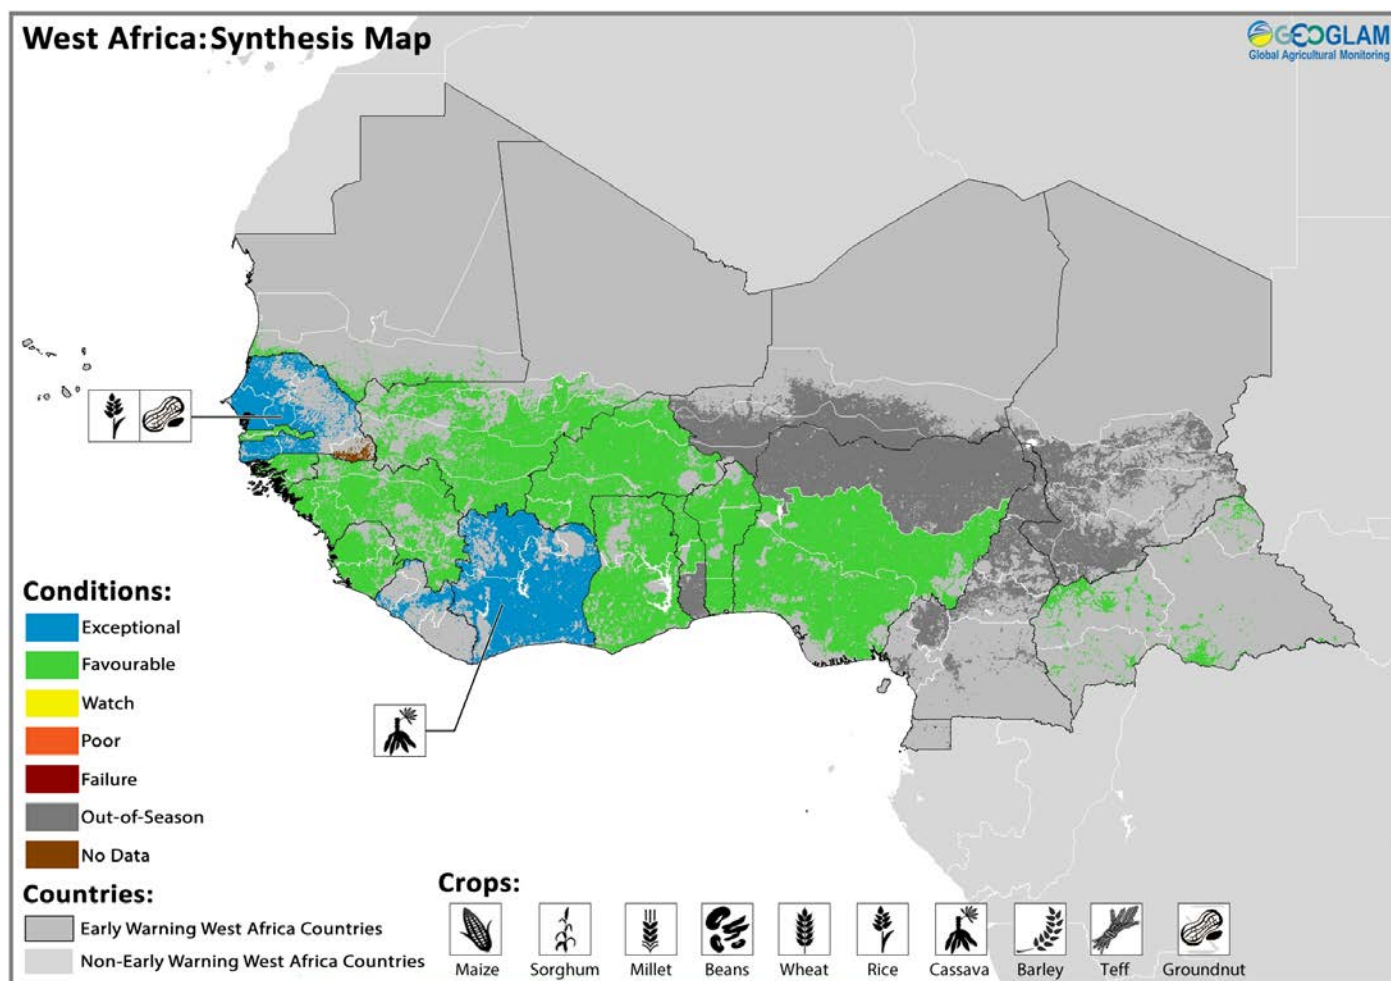 West Africa: Synthesis Map
GEOGLAM
Global Agricultural Monitoring
Conditions:
Exceptional
Favourable
Watch
Poor
Failure
Out-of-Season
No Data
Countries:
Early Warning West Africa Countries
Non-Early Warning West Africa Countries
Crops:
Maize Sorghum Millet Beans Wheat Rice Cassava Barley Teff Groundnut